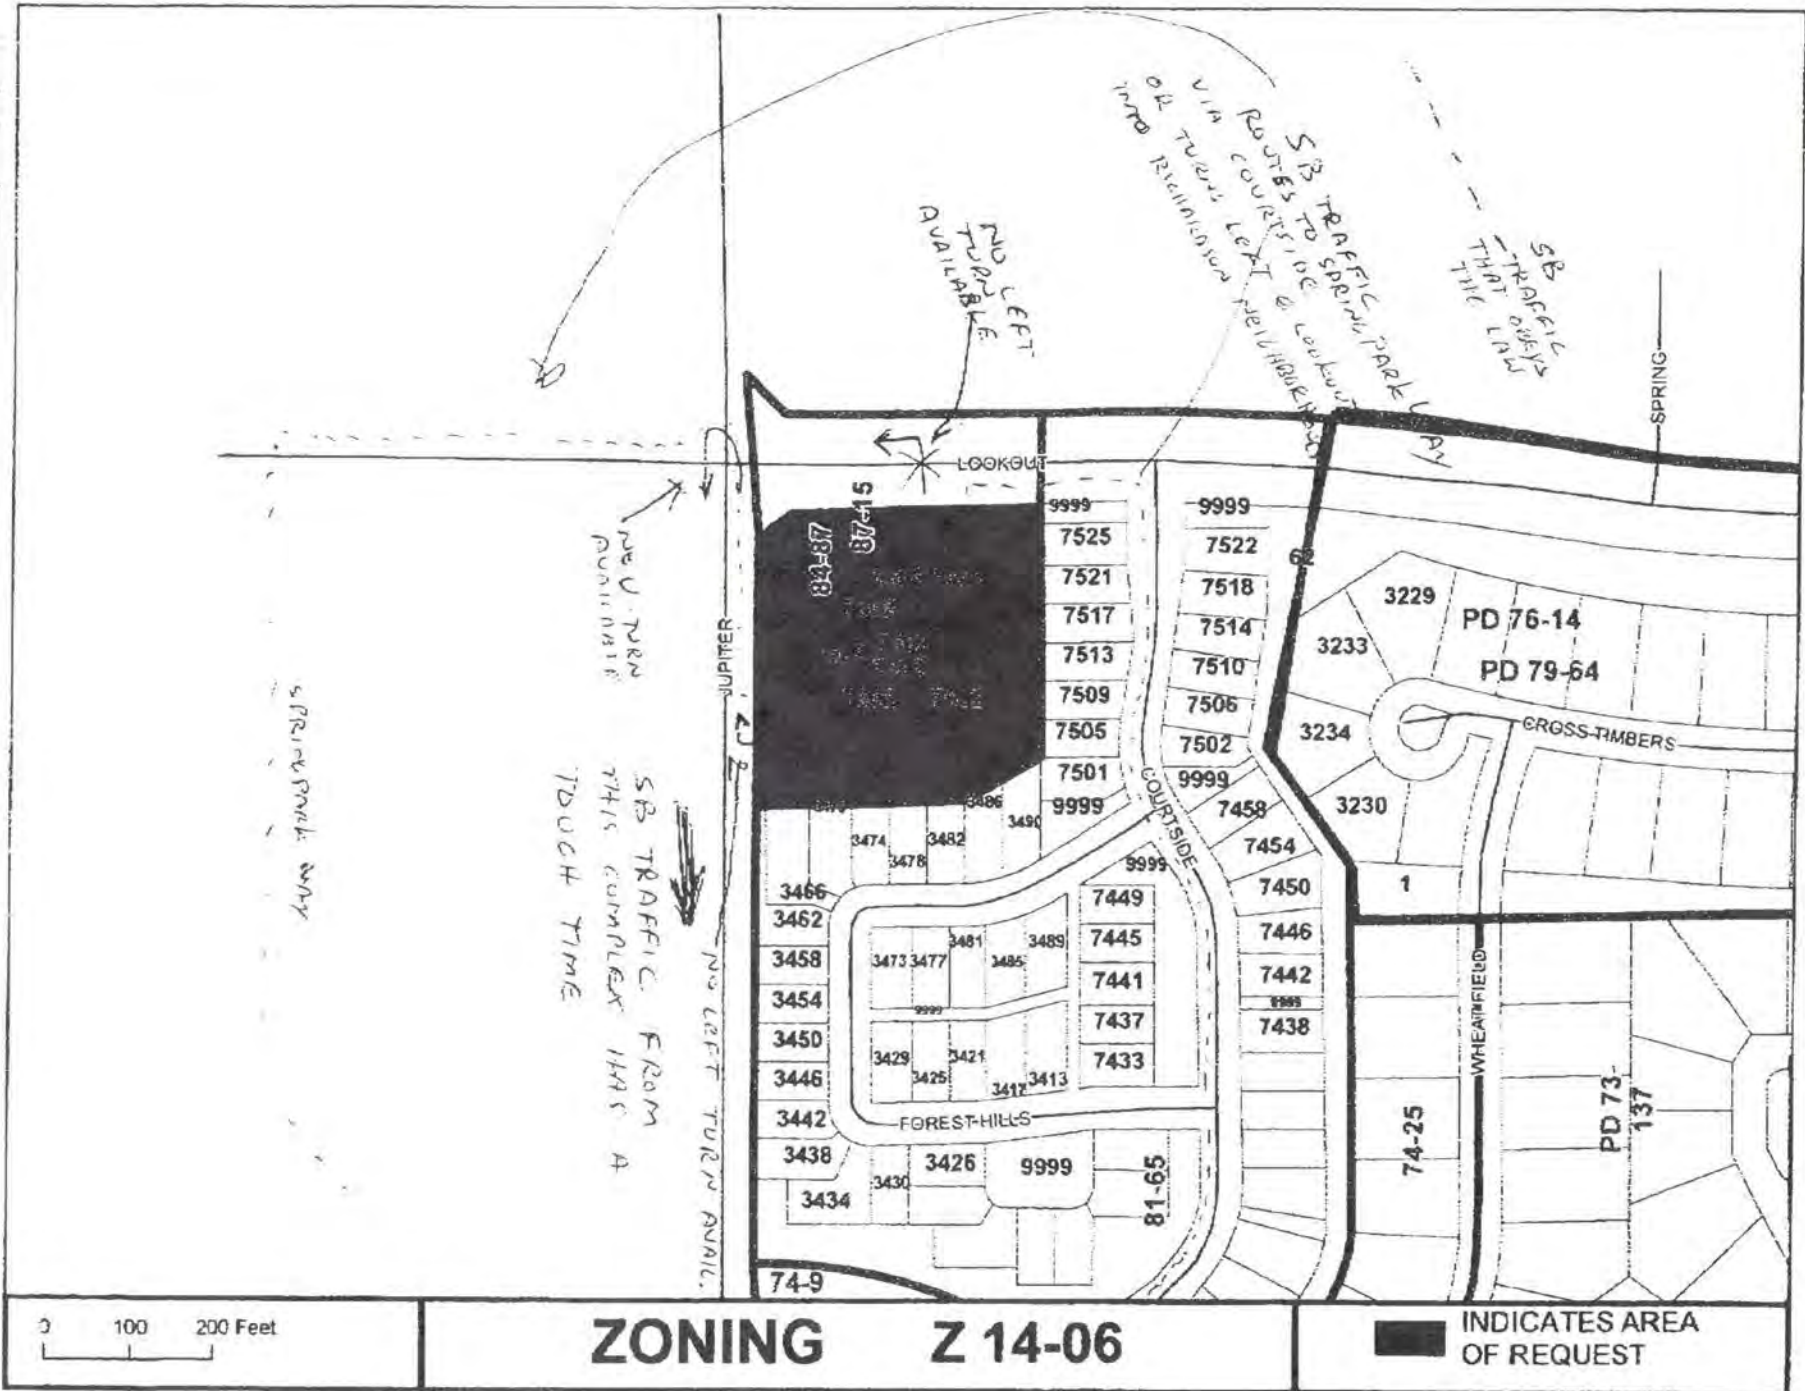 SB TRAFFIC
ROUTES TO SPRING PARK WAY
VIA COURTSIDE
OR TURNS LEFT @ LOOKOUT
INTO RICHARDSON NEIGHBORHOOD
SB
TRAFFIC
THAT OBEYS
THE LAW
NO LEFT
TURN
AVAILABLE
SPRING
LOOKOUT
JUPITER
NB U-TURN
AVAILABLE
SPRINGPARK WAY
SB TRAFFIC FROM
THIS COMPLEX HAS A
TOUGH TIME
NO LEFT TURN AVAIL.
84-87
87-15
9999
7525
7521
7517
7513
7509
7505
7501
9999
9999
7522
7518
7514
7510
7506
7502
9999
7458
7454
7450
7446
7442
9999
7438
COURTSIDE
3229
3233
3234
3230
1
PD 76-14
PD 79-64
CROSS TIMBERS
3474
3478
3482
3486
3490
3466
3462
3458
3454
3450
3446
3442
3438
3434
3430
3426
9999
3473
3477
3481
3485
3489
9999
3429
3425
3421
3417
3413
9999
7449
7445
7441
7437
7433
FOREST HILLS
81-65
74-9
74-25
WHEATFIELD
PD 73-
137
0 100 200 Feet
ZONING Z 14-06
INDICATES AREA
OF REQUEST